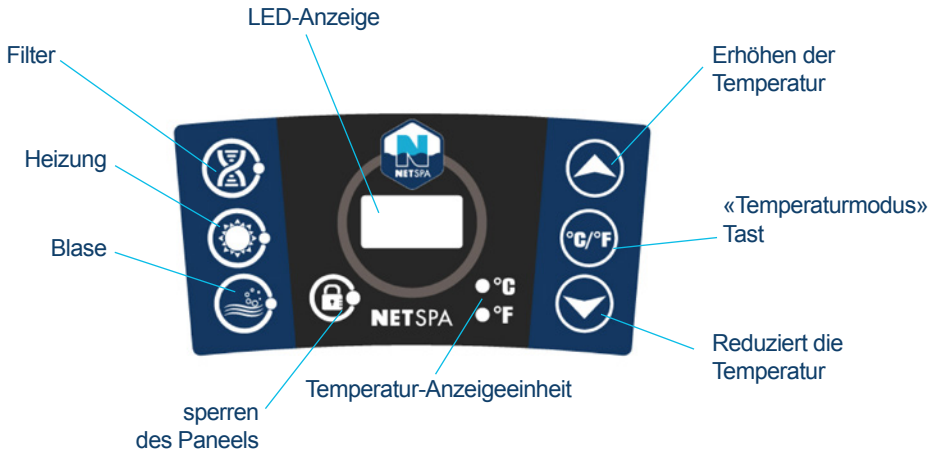 LED-Anzeige
Filter
Erhöhen der
Temperatur
Heizung
«Temperaturmodus»
Tast
Blase
N
NETSPA
°C/°F
°C
°F
NETSPA
Reduziert die
Temperatur
Temperatur-Anzeigeeinheit
sperren
des Paneels